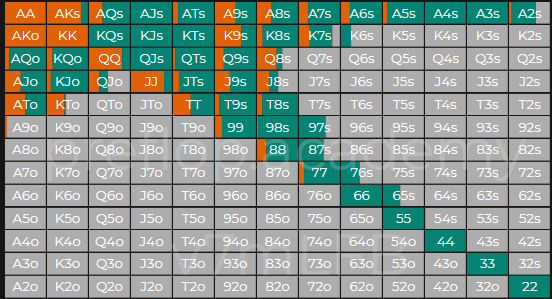 AA AKs AQs AJs ATs A9s A8s A7s A6s A5s A4s A3s A2s
AKo KK KQs KJs KTs K9s K8s K7s K6s K5s K4s K3s K2s
AQo KQo QQ QJs QTs Q9s Q8s Q7s Q6s Q5s Q4s Q3s Q2s
AJo KJo QJo JJ JTs J9s J8s J7s J6s J5s J4s J3s J2s
ATo KTo QTo JTo TT T9s T8s T7s T6s T5s T4s T3s T2s
A9o K9o Q9o J9o T9o 99 98s 97s 96s 95s 94s 93s 92s
A8o K8o Q8o J8o T8o 98o 88 87s 86s 85s 84s 83s 82s
preflop.academy
A7o K7o Q7o J7o T7o 97o 87o 77 76s 75s 74s 73s 72s
A6o K6o Q6o J6o T6o 96o 86o 76o 66 65s 64s 63s 62s
A5o K5o Q5o J5o T5o 95o 85o 75o 65o 55 54s 53s 52s
A4o K4o Q4o J4o T4o 94o 84o 74o 64o 54o 44 43s 42s
A3o K3o Q3o J3o T3o 93o 83o 73o 63o 53o 43o 33 32s
A2o K2o Q2o J2o T2o 92o 82o 72o 62o 52o 42o 32o 22